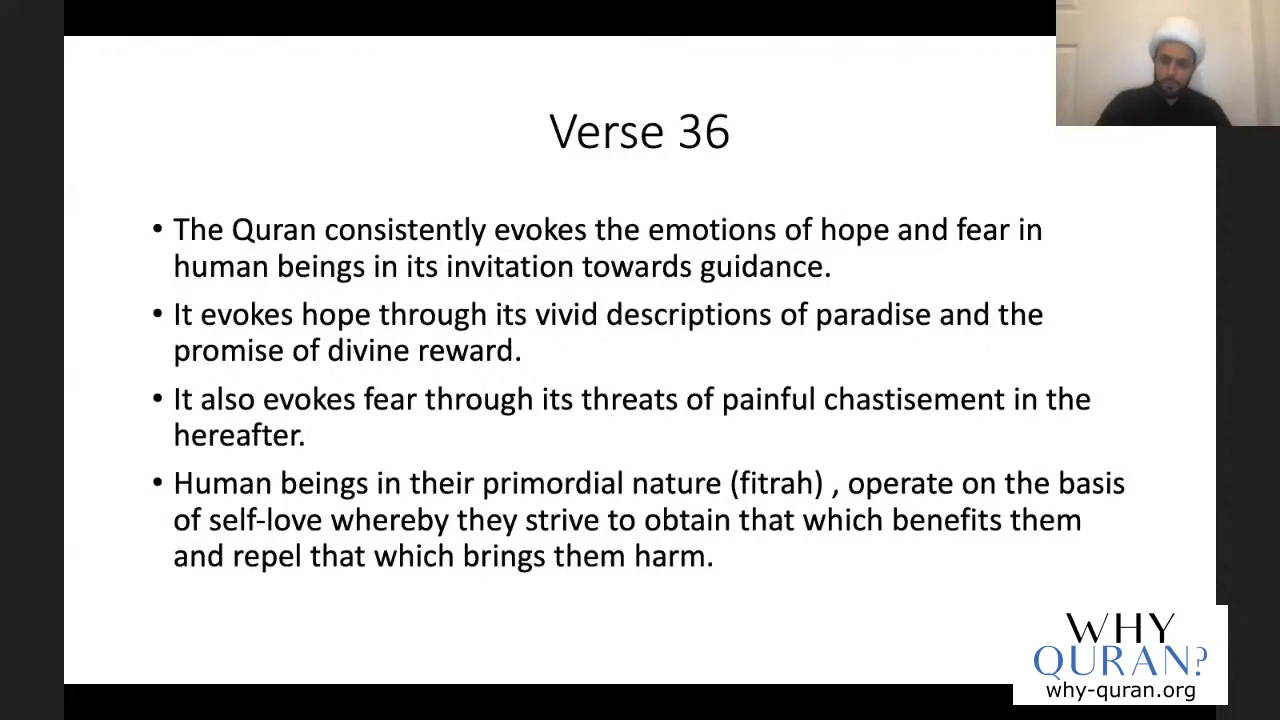 Verse 36
• The Quran consistently evokes the emotions of hope and fear in
human beings in its invitation towards guidance.
• It evokes hope through its vivid descriptions of paradise and the
promise of divine reward.
• It also evokes fear through its threats of painful chastisement in the
hereafter.
• Human beings in their primordial nature (fitrah) , operate on the basis
of self-love whereby they strive to obtain that which benefits them
and repel that which brings them harm.
WHY
QURAN?
why-quran.org